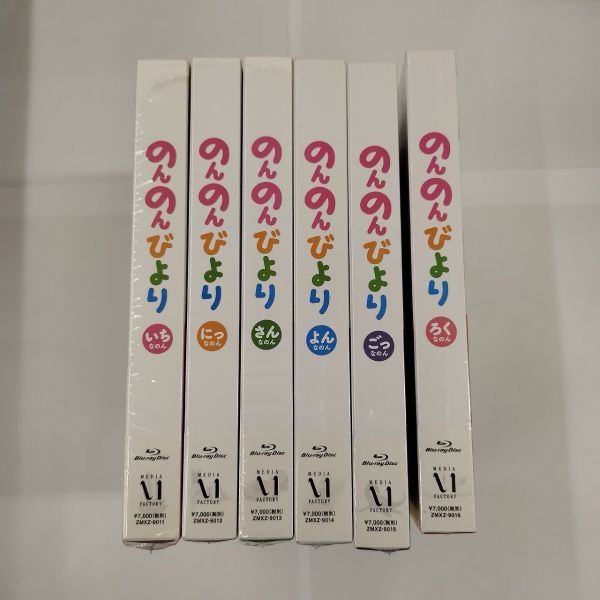 のんのんびより
いち
なのん
Blu-ray Disc
MEDIA
FACTORY
¥7,000(税別)
ZMXZ-9011
のんのんびより
にっ
なのん
Blu-ray Disc
MEDIA
FACTORY
¥7,000(税別)
ZMXZ-9012
のんのんびより
さん
なのん
Blu-ray Disc
MEDIA
FACTORY
¥7,000(税別)
ZMXZ-9013
のんのんびより
よん
なのん
Blu-ray Disc
MEDIA
FACTORY
¥7,000(税別)
ZMXZ-9014
のんのんびより
ごっ
なのん
Blu-ray Disc
MEDIA
FACTORY
¥7,000(税別)
ZMXZ-9015
のんのんびより
ろく
なのん
Blu-ray Disc
MEDIA
FACTORY
¥7,000(税別)
ZMXZ-9016